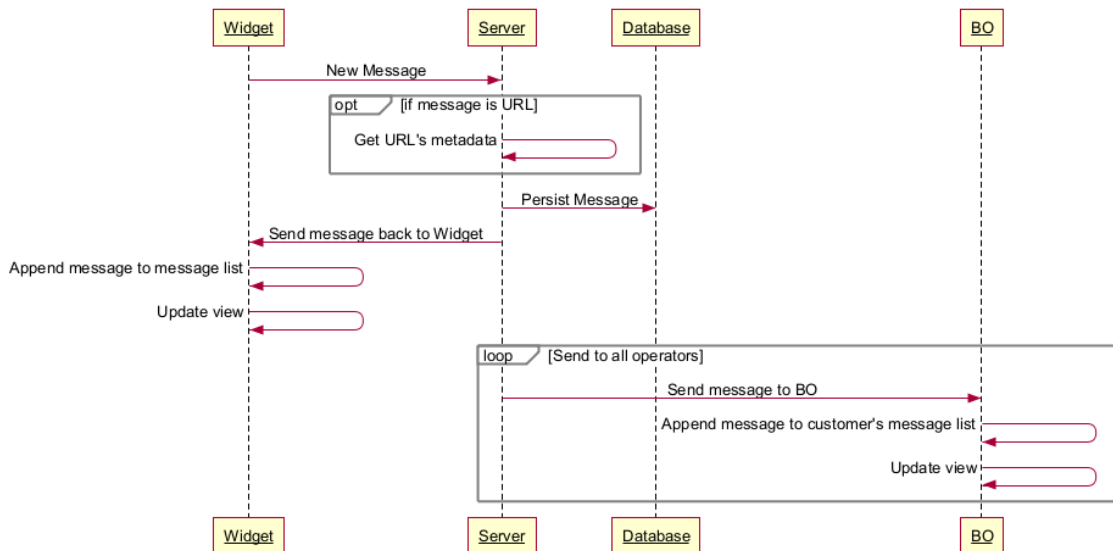 Widget
Server
Database
BO
New Message
opt
[if message is URL]
Get URL's metadata
Persist Message
Send message back to Widget
Append message to message list
Update view
loop
[Send to all operators]
Send message to BO
Append message to customer's message list
Update view
Widget
Server
Database
BO